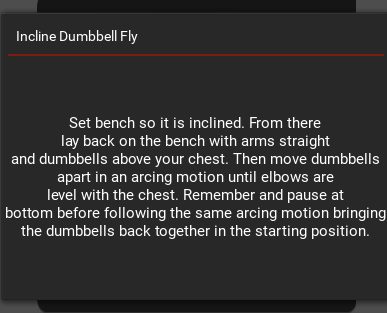 Incline Dumbbell Fly
Set bench so it is inclined. From there
lay back on the bench with arms straight
and dumbbells above your chest. Then move dumbbells
apart in an arcing motion until elbows are
level with the chest. Remember and pause at
bottom before following the same arcing motion bringing
the dumbbells back together in the starting position.